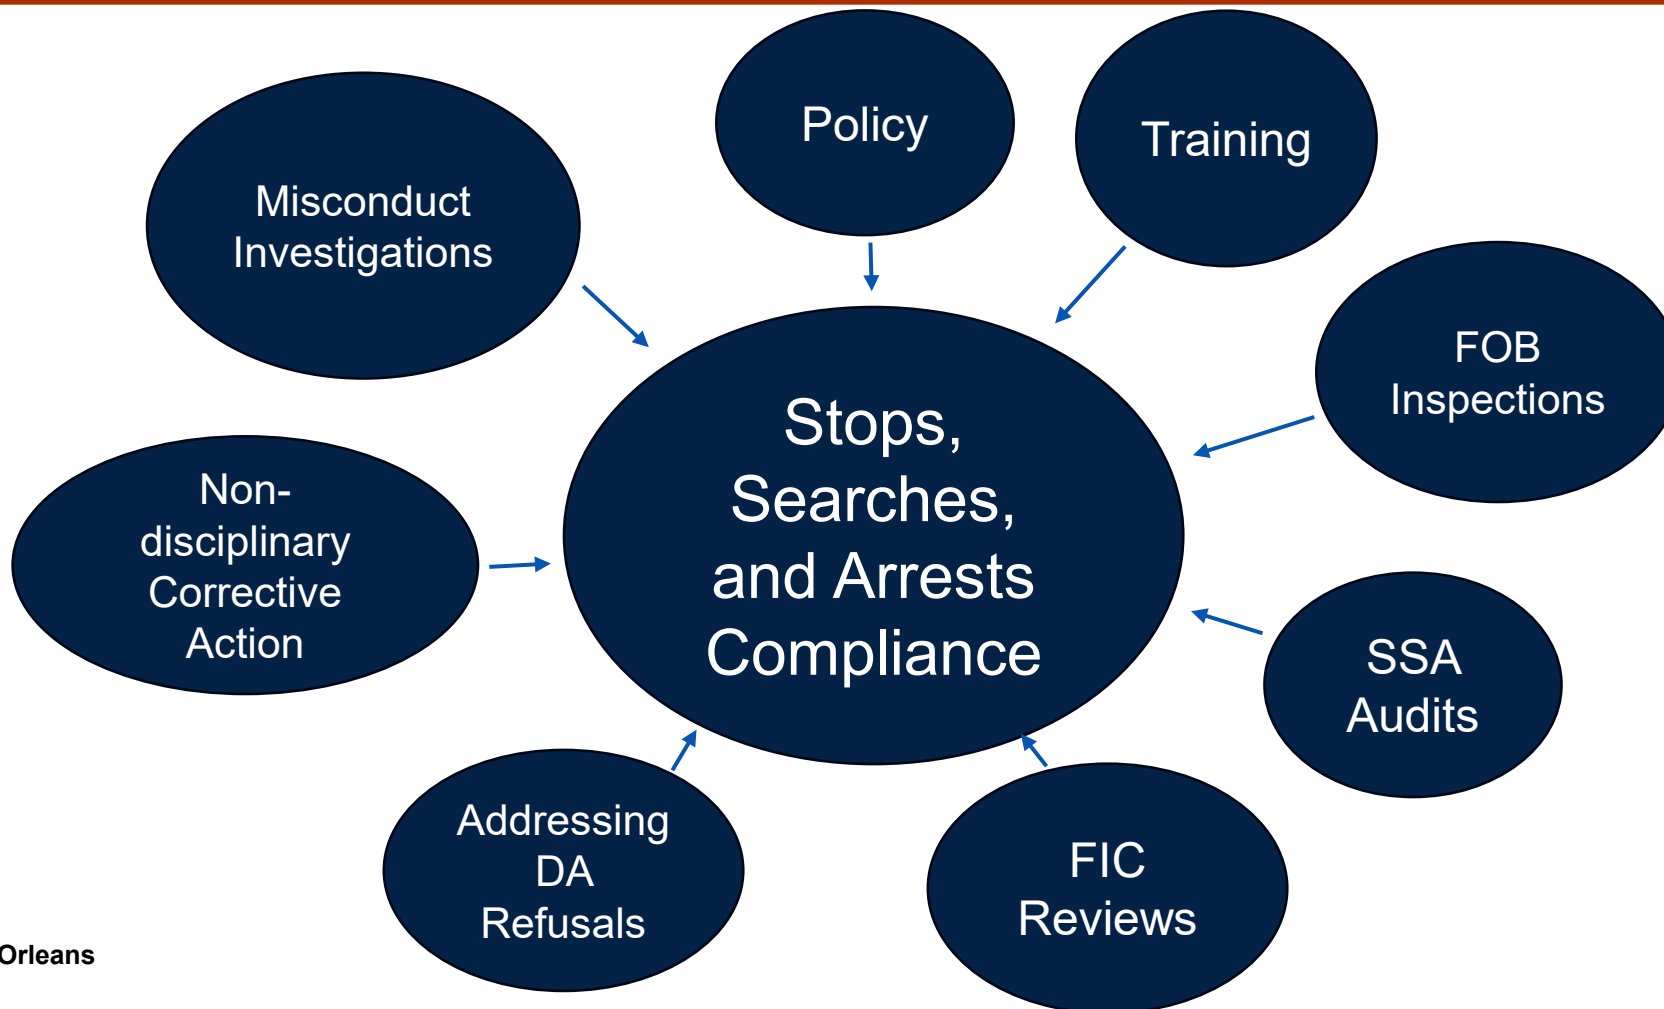 Policy
Training
Misconduct
Investigations
FOB
Inspections
Stops,
Searches,
and Arrests
Compliance
Non-
disciplinary
Corrective
Action
SSA
Audits
Addressing
DA
Refusals
FIC
Reviews
Orleans